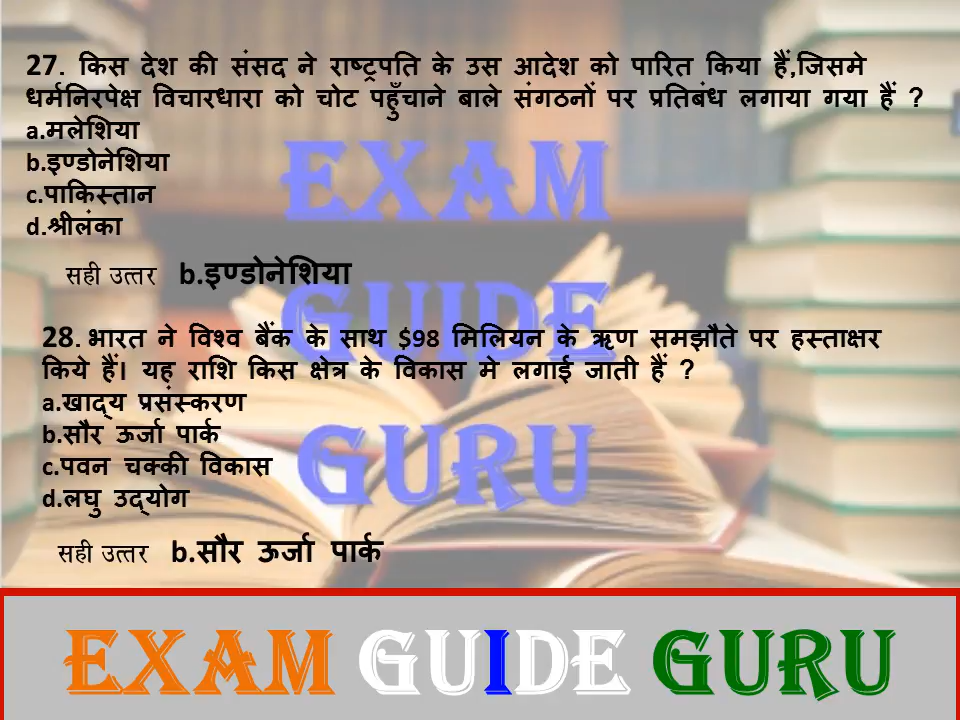 27. किस देश की संसद ने राष्ट्रपति के उस आदेश को पारित किया हैं,जिसमे
धर्मनिरपेक्ष विचारधारा को चोट पहुँचाने बाले संगठनों पर प्रतिबंध लगाया गया हैं ?
a.मलेशिया
b.इण्डोनेशिया
c.पाकिस्तान
d.श्रीलंका
सही उत्तर b.इण्डोनेशिया
28. भारत ने विश्व बैंक के साथ $98 मिलियन के ऋण समझौते पर हस्ताक्षर
किये हैं। यह राशि किस क्षेत्र के विकास मे लगाई जाती हैं ?
a.खाद्य प्रसंस्करण
b.सौर ऊर्जा पार्क
c.पवन चक्की विकास
d.लघु उद्योग
सही उत्तर b.सौर ऊर्जा पार्क
EXAM
GUIDE
GURU
EXAM GUIDE GURU